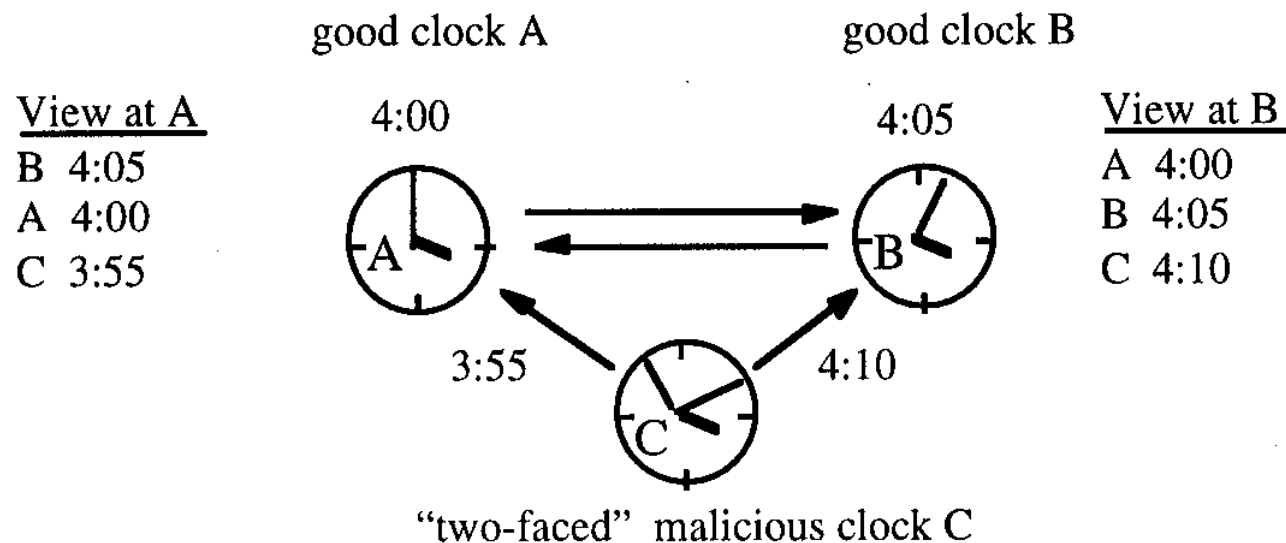 good clock A
good clock B
View at A
B 4:05
A 4:00
C 3:55
4:00
4:05
View at B
A 4:00
B 4:05
C 4:10
A
B
3:55
4:10
C
“two-faced” malicious clock C